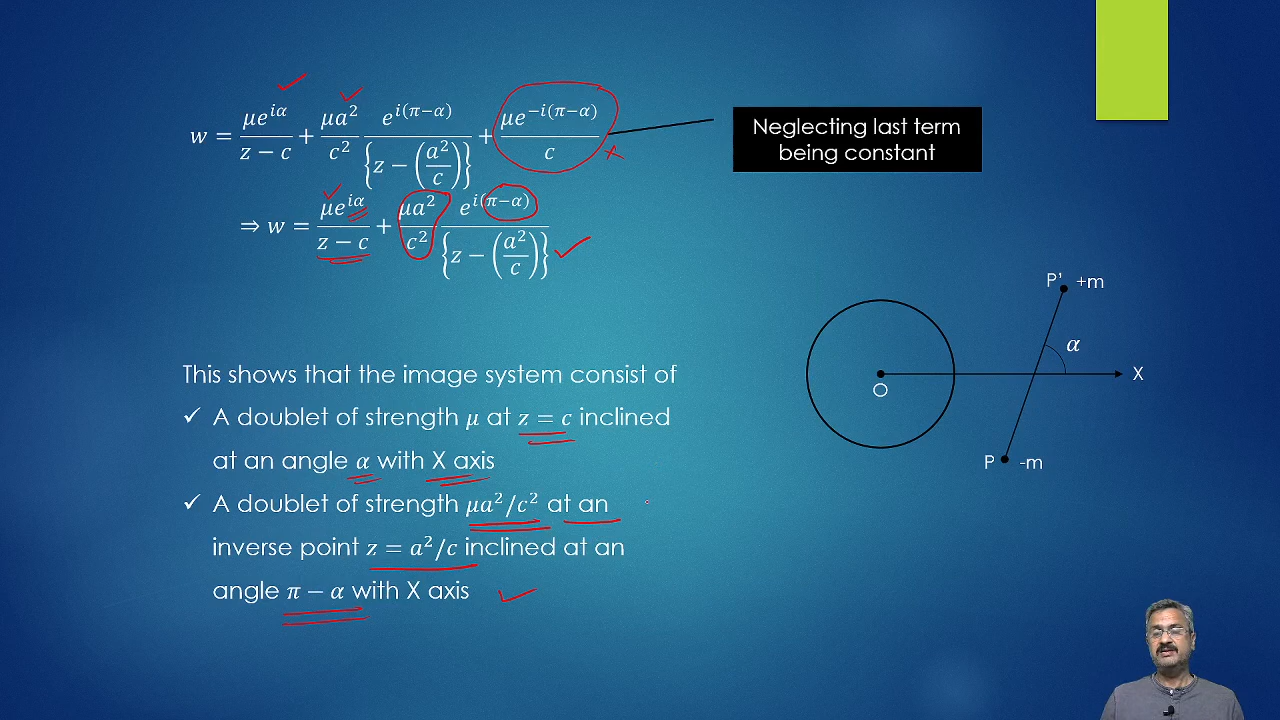 w = μe^{iα}/(z − c) + μa²/c² e^{i(π−α)}/{z − (a²/c)} + μe^{−i(π−α)}/c
Neglecting last term
being constant
⇒ w = μe^{iα}/(z − c) + μa²/c² e^{i(π−α)}/{z − (a²/c)}
P' +m
α
X
O
P -m
This shows that the image system consist of
✓ A doublet of strength μ at z = c inclined
at an angle α with X axis
✓ A doublet of strength μa²/c² at an
inverse point z = a²/c inclined at an
angle π − α with X axis